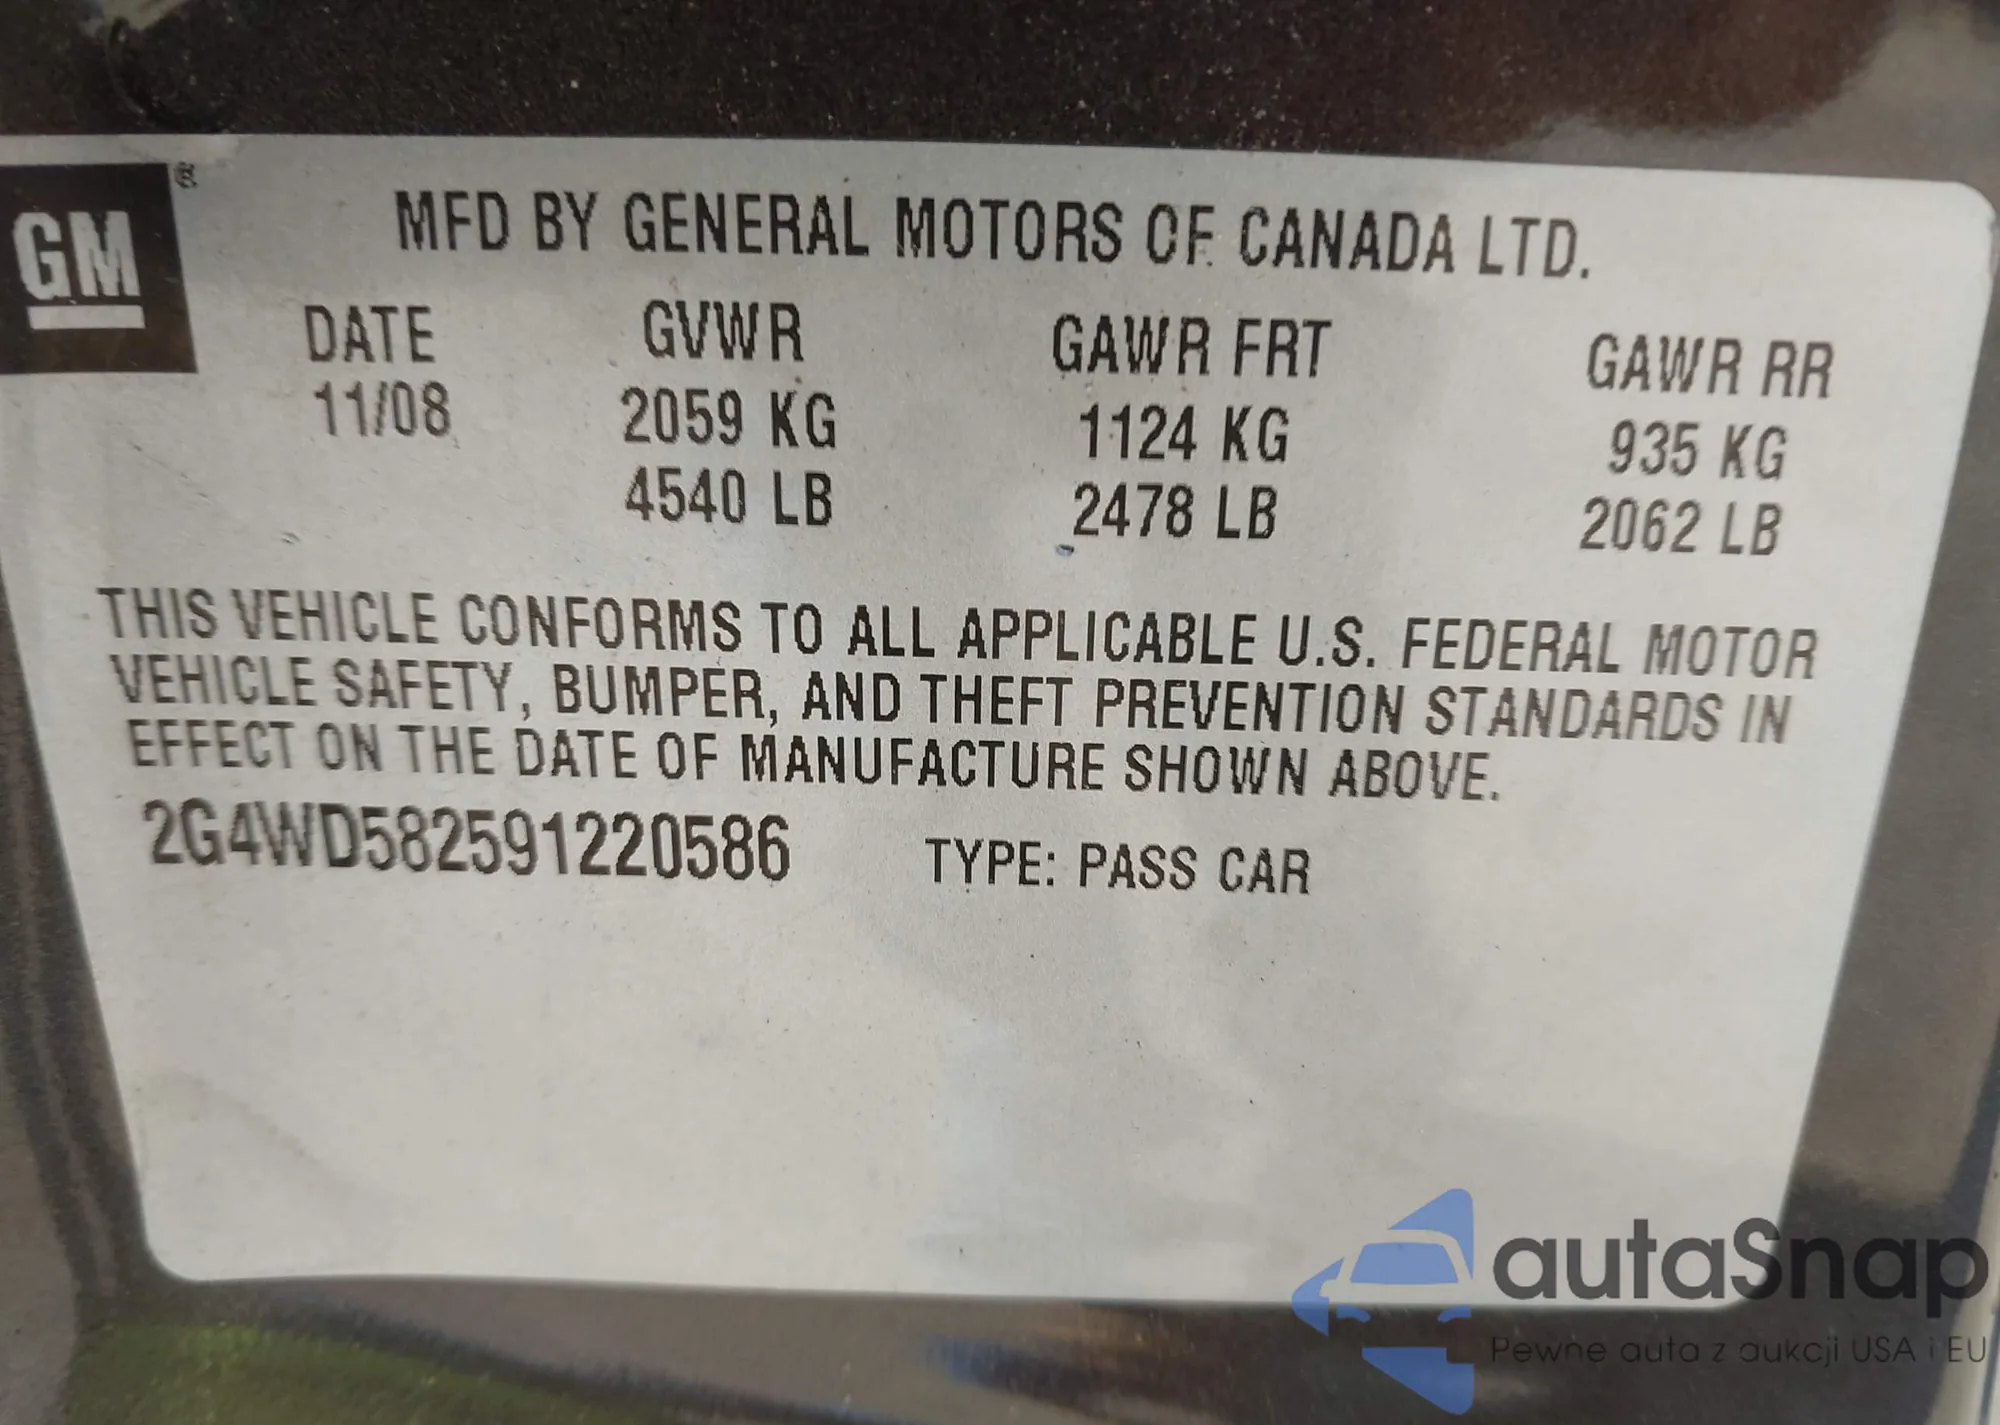 GM ®
MFD BY GENERAL MOTORS OF CANADA LTD.
DATE GVWR GAWR FRT GAWR RR
11/08 2059 KG 1124 KG 935 KG
4540 LB 2478 LB 2062 LB
THIS VEHICLE CONFORMS TO ALL APPLICABLE U.S. FEDERAL MOTOR
VEHICLE SAFETY, BUMPER, AND THEFT PREVENTION STANDARDS IN
EFFECT ON THE DATE OF MANUFACTURE SHOWN ABOVE.
2G4WD582591220586 TYPE: PASS CAR
autaSnap
Pewne auta z aukcji USA i EU